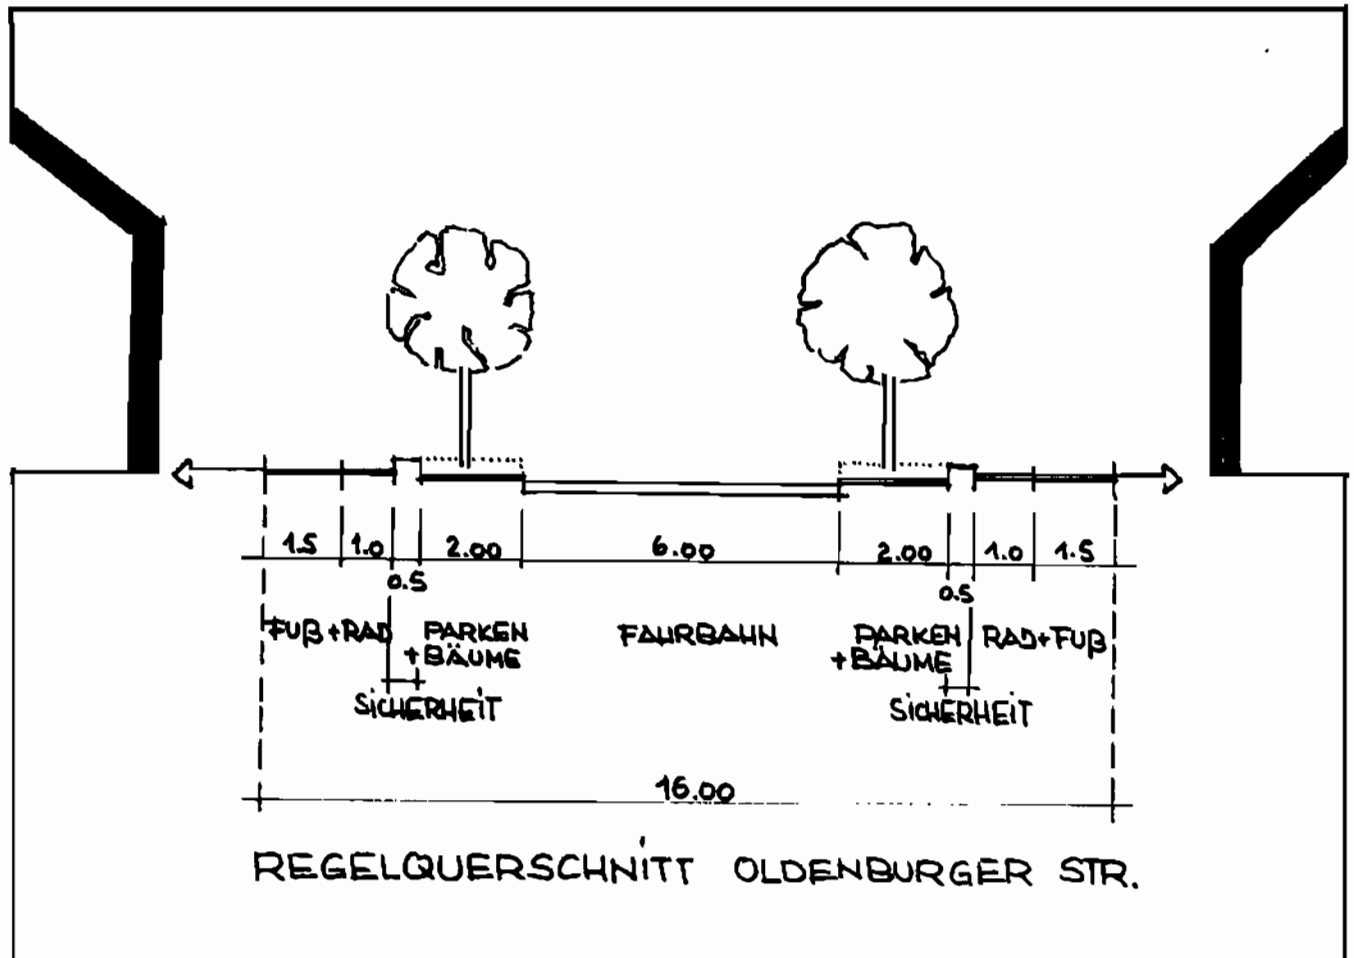 1.5 1.0 2.00 6.00 2.00 1.0 1.5
0.5 0.5
FUß+RAD PARKEN FAHRBAHN PARKEN RAD+FUß
+BÄUME +BÄUME
SiCHERHEiT SiCHERHEiT
16.00
REGELQUERSCHNiTT OLDENBURGER STR.